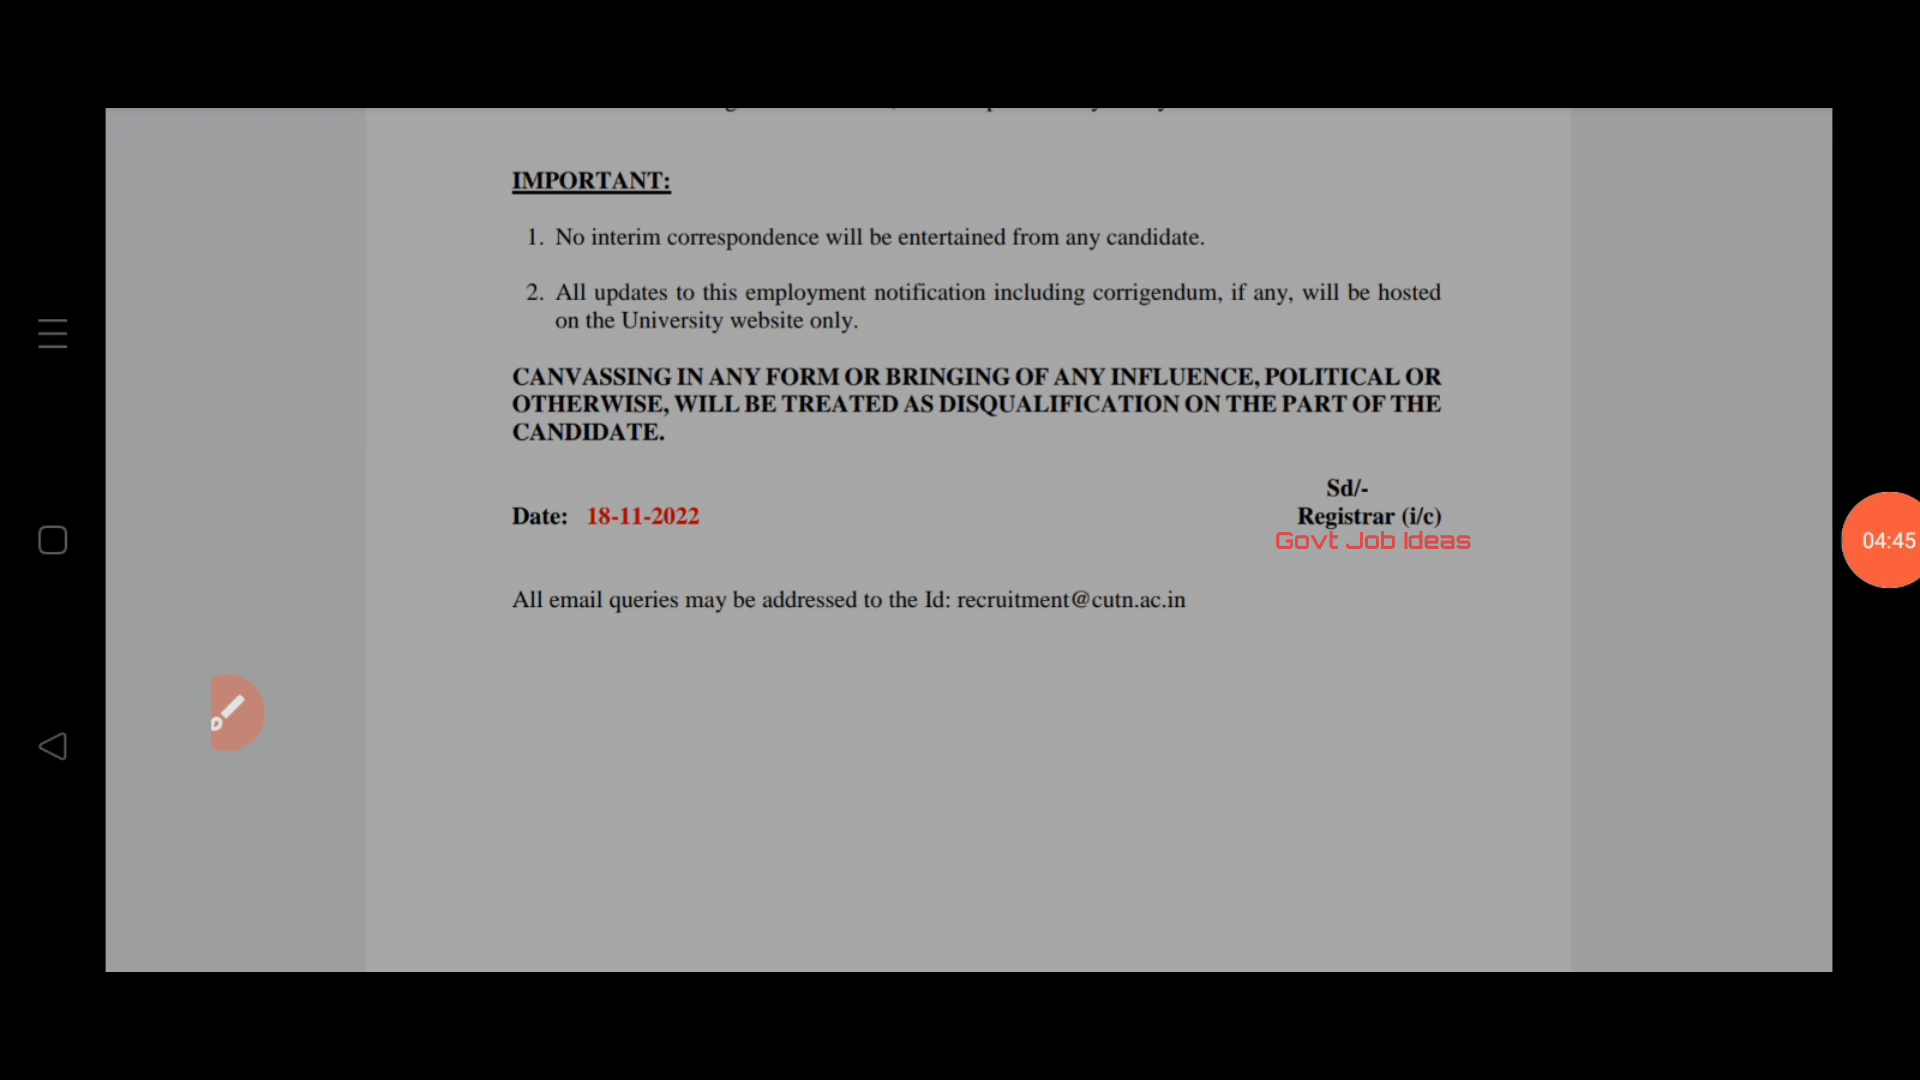 IMPORTANT:
1. No interim correspondence will be entertained from any candidate.
2. All updates to this employment notification including corrigendum, if any, will be hosted
on the University website only.
CANVASSING IN ANY FORM OR BRINGING OF ANY INFLUENCE, POLITICAL OR
OTHERWISE, WILL BE TREATED AS DISQUALIFICATION ON THE PART OF THE
CANDIDATE.
Sd/-
Date: 18-11-2022 Registrar (i/c)
Govt Job Ideas
04:45
All email queries may be addressed to the Id: recruitment@cutn.ac.in